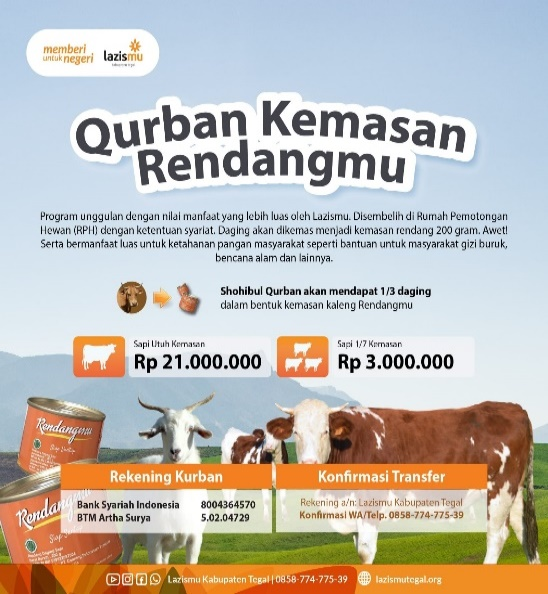 memberi
untuk negeri
lazismu
Qurban Kemasan
Rendangmu
Program unggulan dengan nilai manfaat yang lebih luas oleh Lazismu. Disembelih di Rumah Pemotongan
Hewan (RPH) dengan ketentuan syariat. Daging akan dikemas menjadi kemasan rendang 200 gram. Awet!
Serta bermanfaat luas untuk ketahanan pangan masyarakat seperti bantuan untuk masyarakat gizi buruk,
bencana alam dan lainnya.
Shohibul Qurban akan mendapat 1/3 daging
dalam bentuk kemasan kaleng Rendangmu
Sapi Utuh Kemasan
Rp 21.000.000
Sapi 1/7 Kemasan
Rp 3.000.000
Rendangmu
Rendangmu
Rekening Kurban
Bank Syariah Indonesia 8004364570
BTM Artha Surya 5.02.04729
Konfirmasi Transfer
Rekening a/n: Lazismu Kabupaten Tegal
Konfirmasi WA/Telp. 0858-774-775-39
Lazismu Kabupaten Tegal | 0858-774-775-39
lazismutegal.org